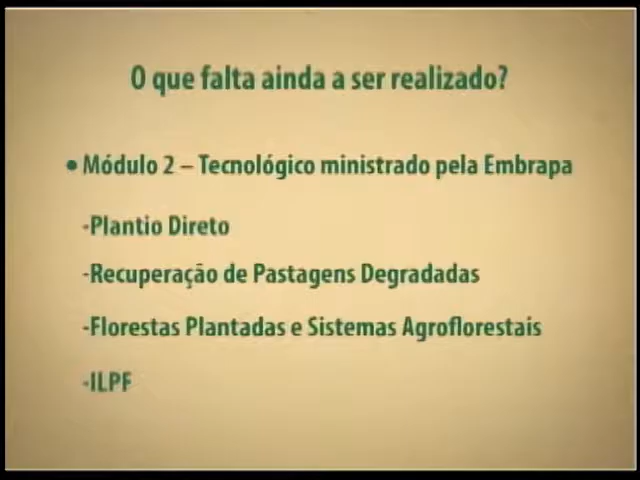 O que falta ainda a ser realizado?
• Módulo 2 – Tecnológico ministrado pela Embrapa
-Plantio Direto
-Recuperação de Pastagens Degradadas
-Florestas Plantadas e Sistemas Agroflorestais
-ILPF